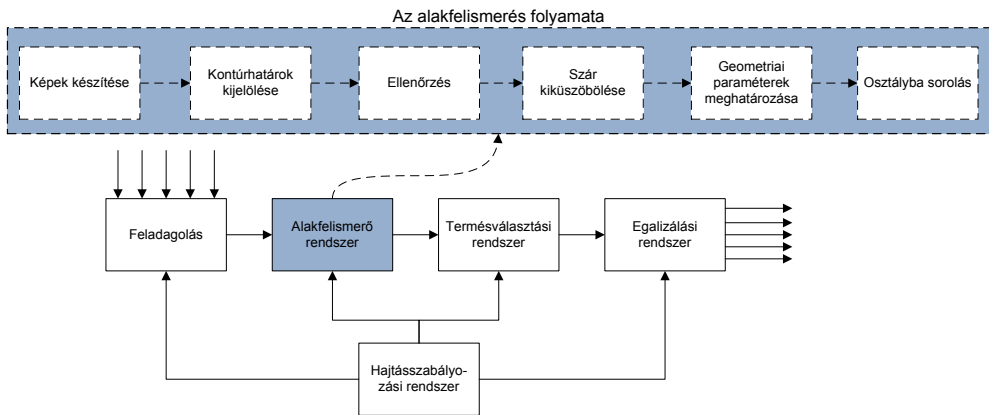 Az alakfelismerés folyamata
Képek készítése
Kontúrhatárok
kijelölése
Ellenőrzés
Szár
kiküszöbölése
Geometriai
paraméterek
meghatározása
Osztályba sorolás
Feladagolás
Alakfelismerő
rendszer
Termésválasztási
rendszer
Egalizálási
rendszer
Hajtásszabályo-
zási rendszer